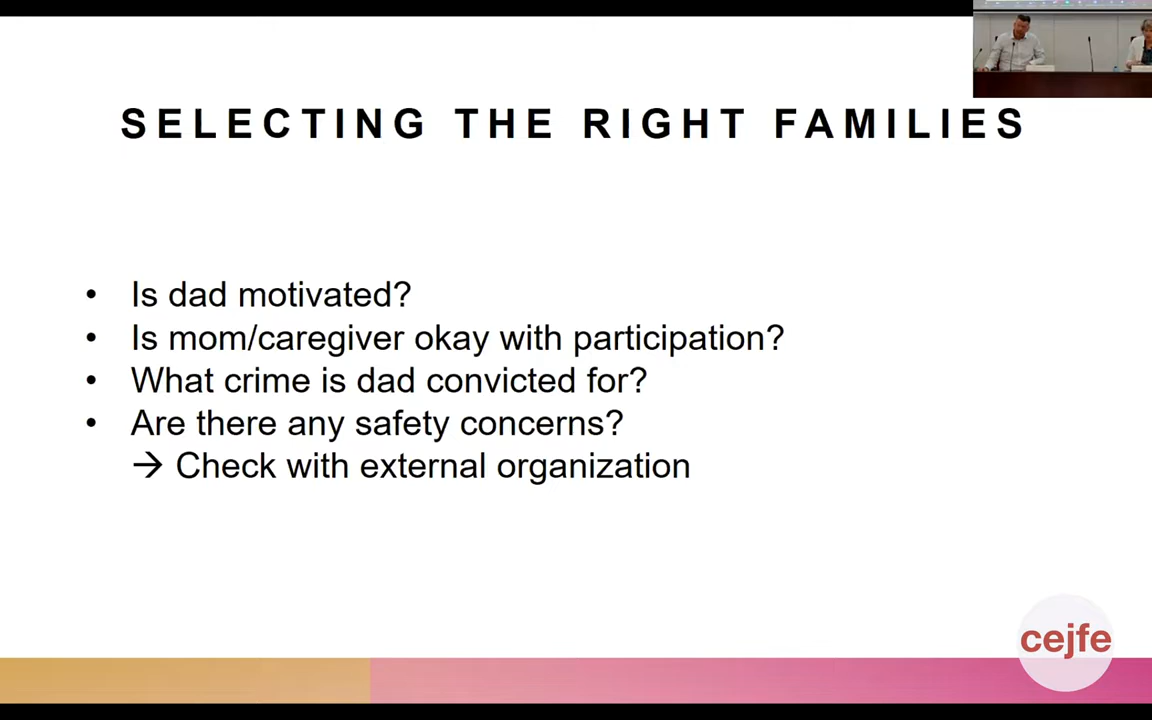 SELECTING THE RIGHT FAMILIES
• Is dad motivated?
• Is mom/caregiver okay with participation?
• What crime is dad convicted for?
• Are there any safety concerns?
→ Check with external organization
cejfe